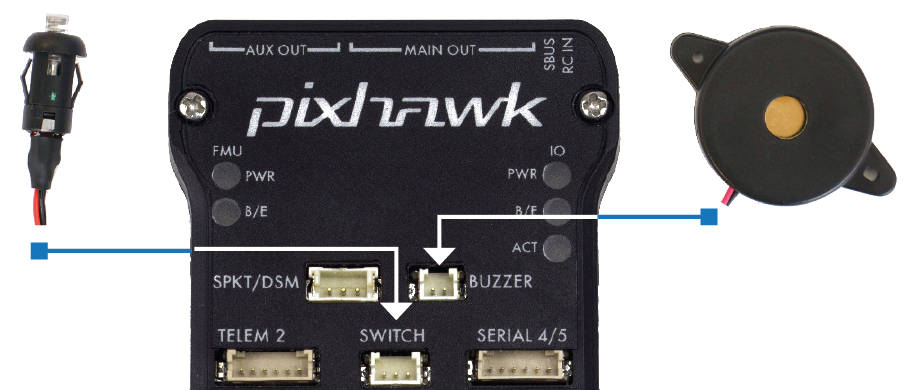 AUX OUT
MAIN OUT
SBUS
RC IN
pixhawk
FMU
IO
PWR
PWR
B/E
B/E
ACT
SPKT/DSM
BUZZER
TELEM 2
SWITCH
SERIAL 4/5